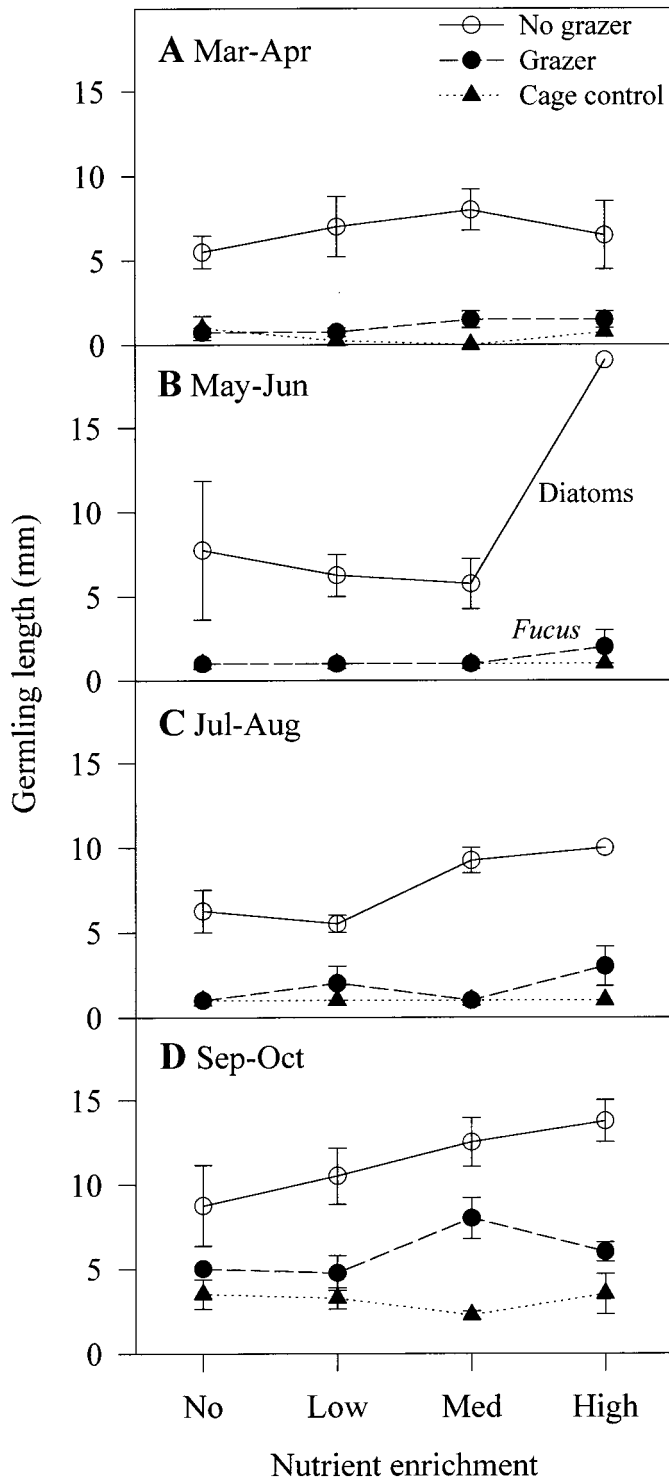 A Mar-Apr
No grazer
Grazer
Cage control
15
10
5
0
B May-Jun
Diatoms
Fucus
15
10
5
0
C Jul-Aug
15
10
5
0
D Sep-Oct
15
10
5
0
Germling length (mm)
No Low Med High
Nutrient enrichment